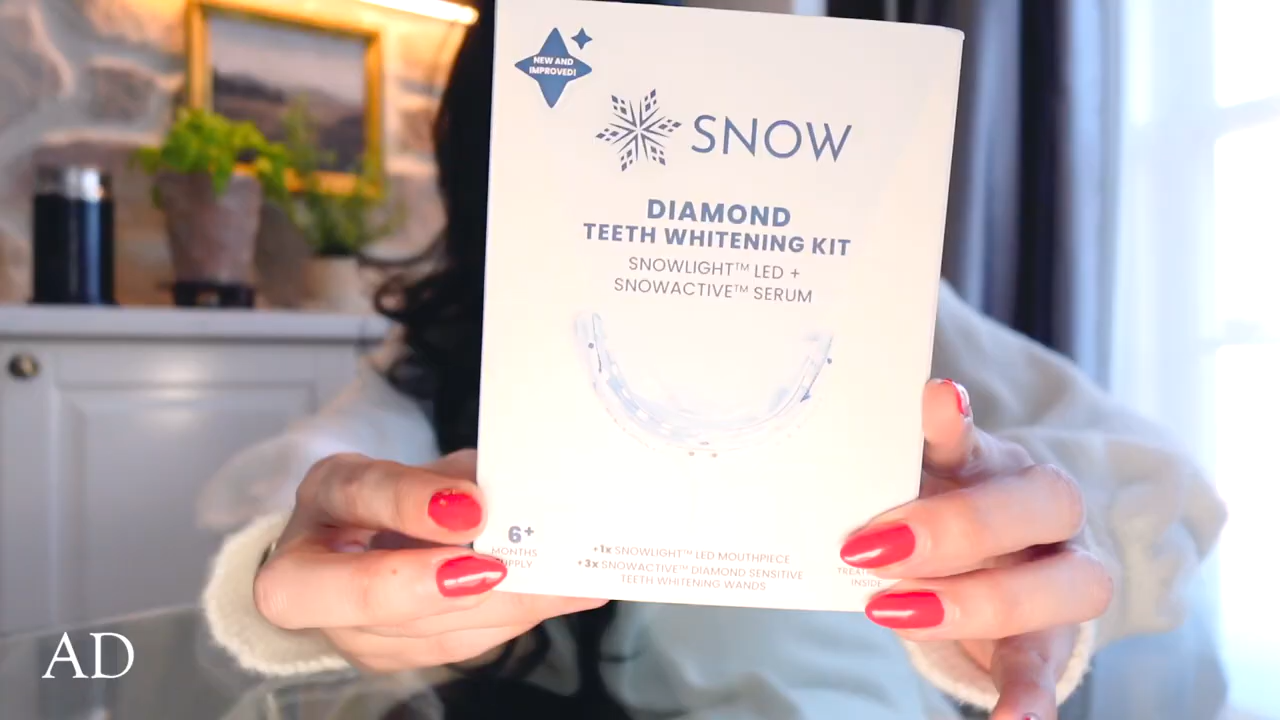 NEW AND
IMPROVED!
SNOW
DIAMOND
TEETH WHITENING KIT
SNOWLIGHT™ LED +
SNOWACTIVE™ SERUM
6+
MONTHS
•1x SNOWLIGHT™ LED MOUTHPIECE
•3x SNOWACTIVE™ DIAMOND SENSITIVE
TEETH WHITENING WANDS
INSIDE
AD